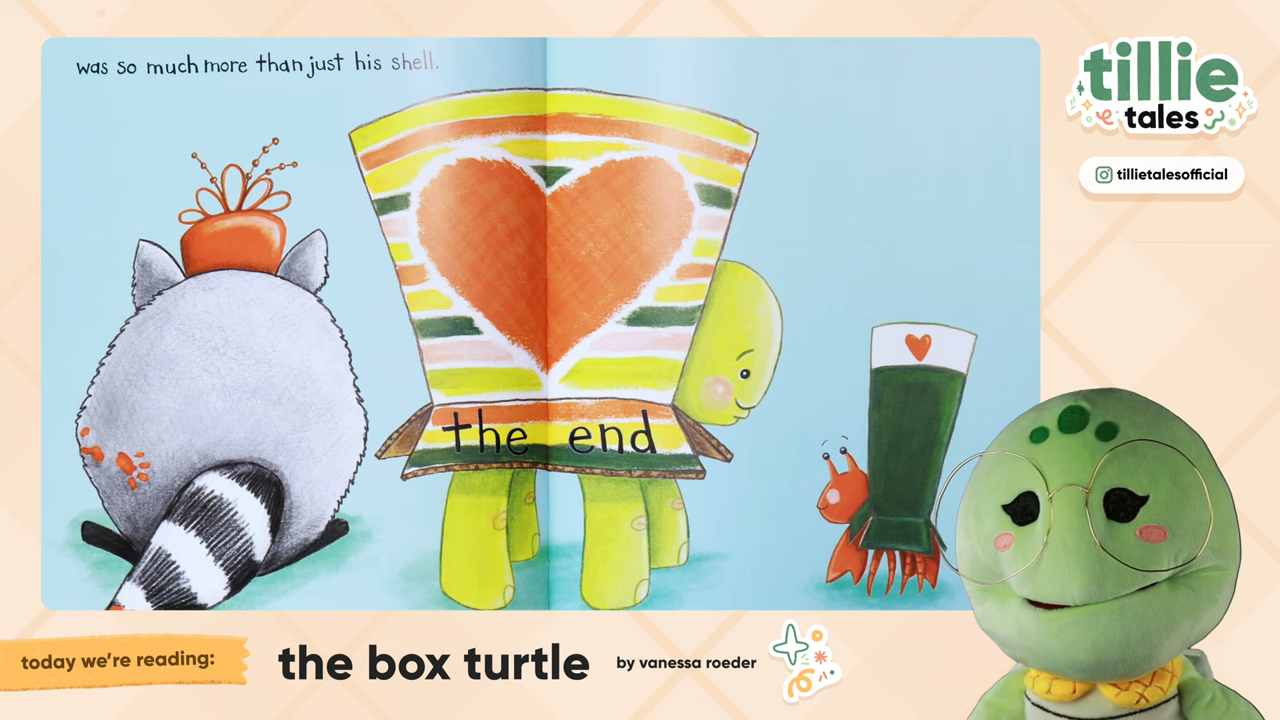 was so much more than just his shell.
the end
tillie
tales
tillietalesofficial
today we're reading:
the box turtle
by vanessa roeder